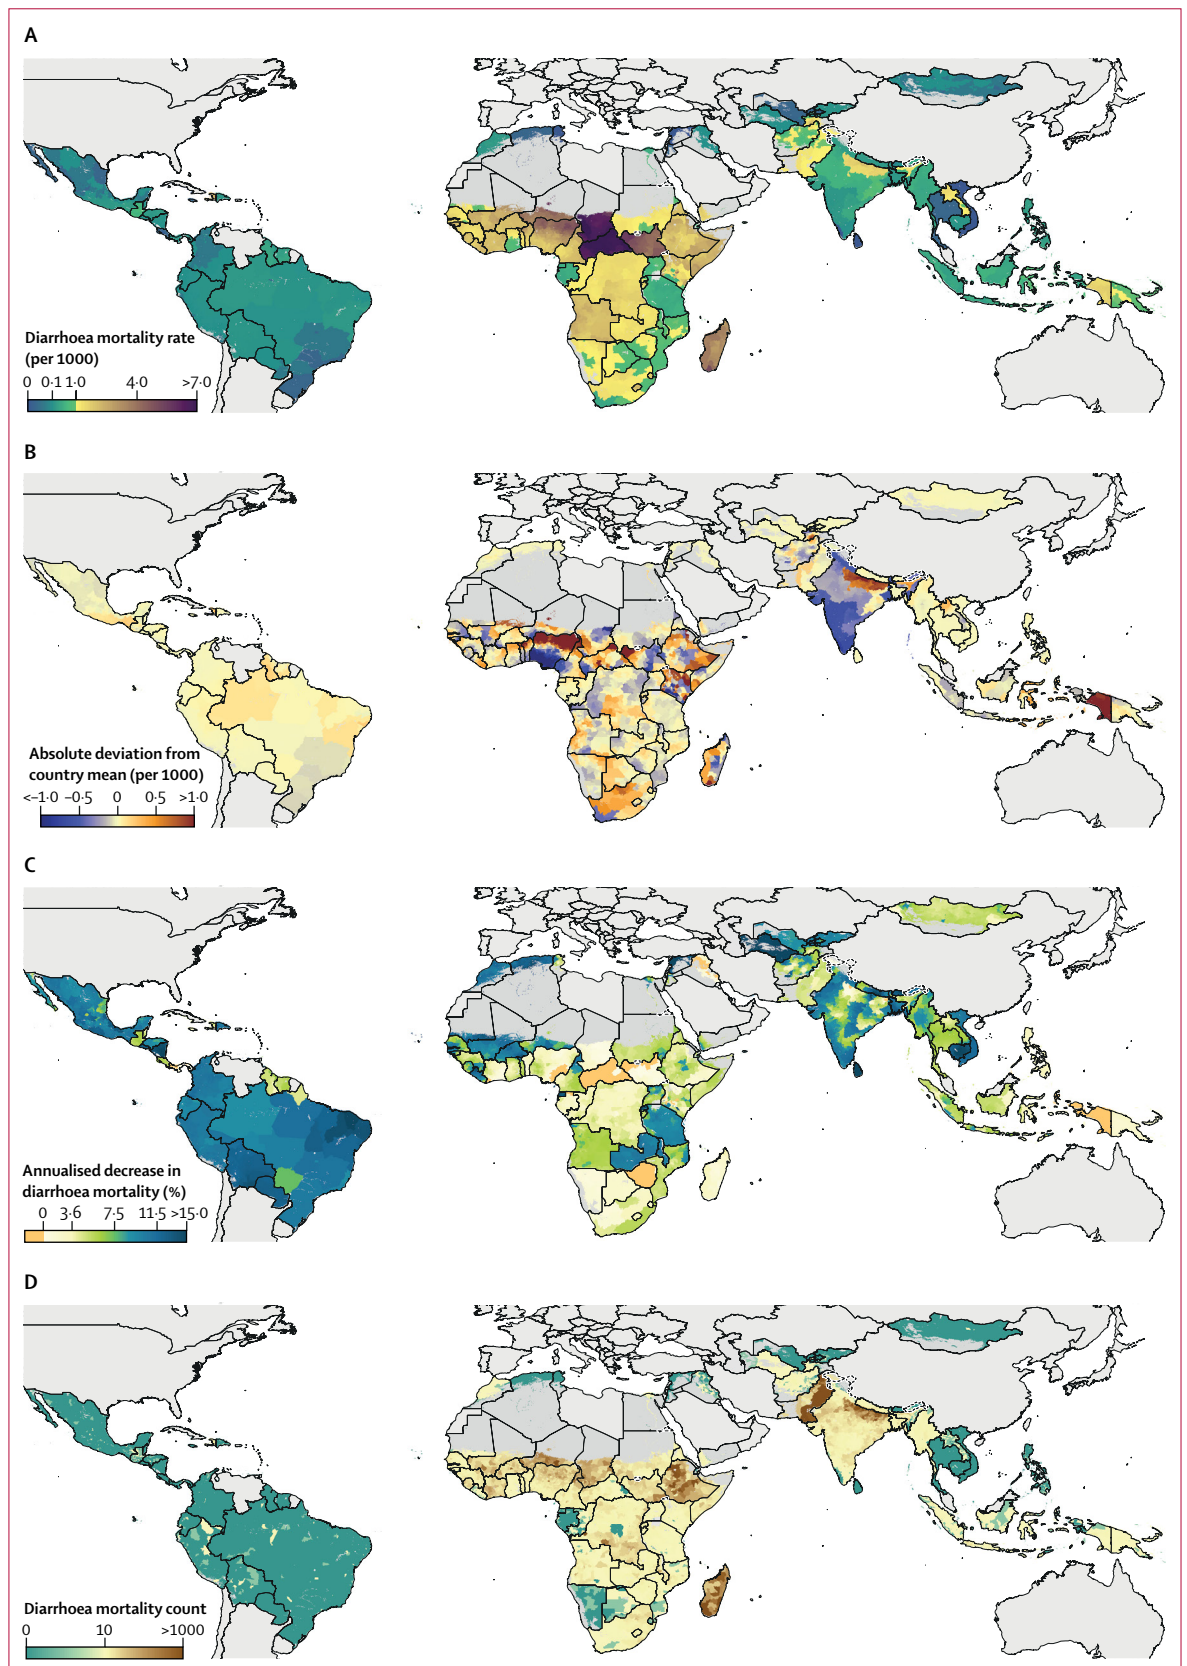 A
Diarrhoea mortality rate
(per 1000)
0 0·1 1·0 4·0 >7·0
B
Absolute deviation from
country mean (per 1000)
<–1·0 –0·5 0 0·5 >1·0
C
Annualised decrease in
diarrhoea mortality (%)
0 3·6 7·5 11·5 >15·0
D
Diarrhoea mortality count
0 10 >1000